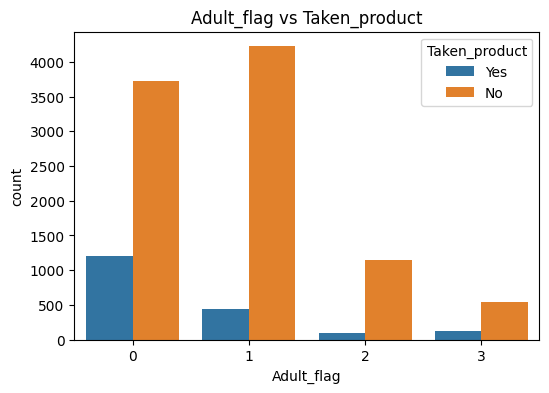 Adult_flag vs Taken_product
Taken_product
Yes
No
count
4000
3500
3000
2500
2000
1500
1000
500
0
0 1 2 3
Adult_flag